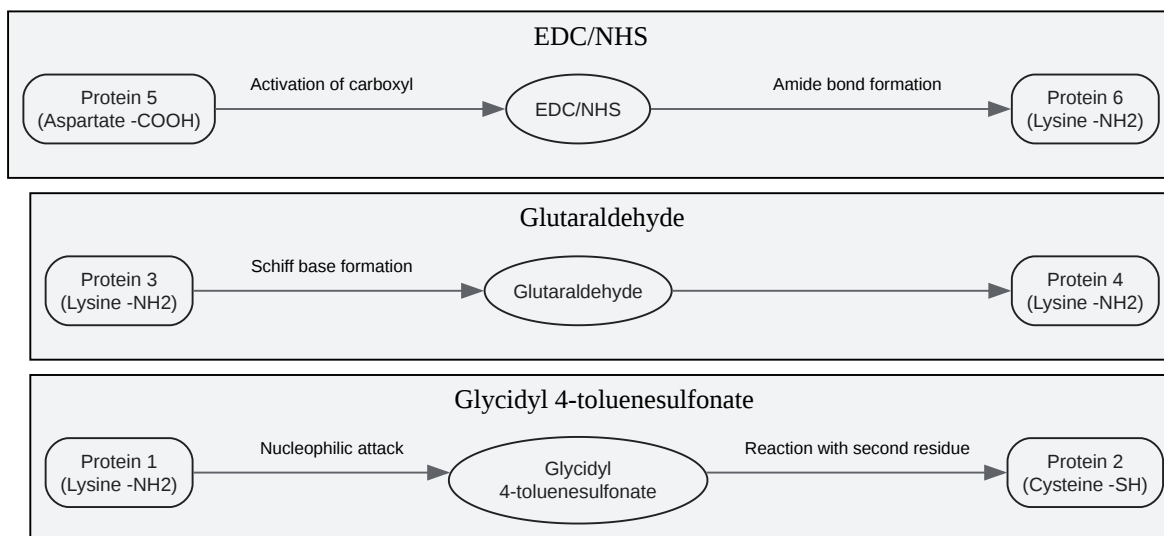 EDC/NHS
Activation of carboxyl
Amide bond formation
Protein 5
(Aspartate -COOH)
EDC/NHS
Protein 6
(Lysine -NH2)
Glutaraldehyde
Schiff base formation
Protein 3
(Lysine -NH2)
Glutaraldehyde
Protein 4
(Lysine -NH2)
Glycidyl 4-toluenesulfonate
Nucleophilic attack
Reaction with second residue
Protein 1
(Lysine -NH2)
Glycidyl
4-toluenesulfonate
Protein 2
(Cysteine -SH)